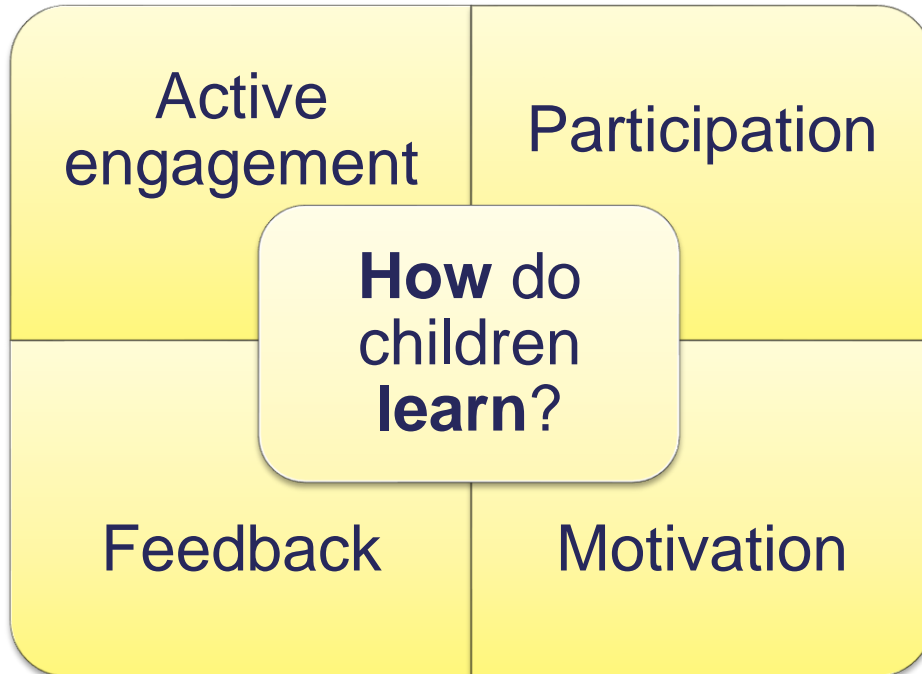 Active
engagement
Participation
How do
children
learn?
Feedback
Motivation